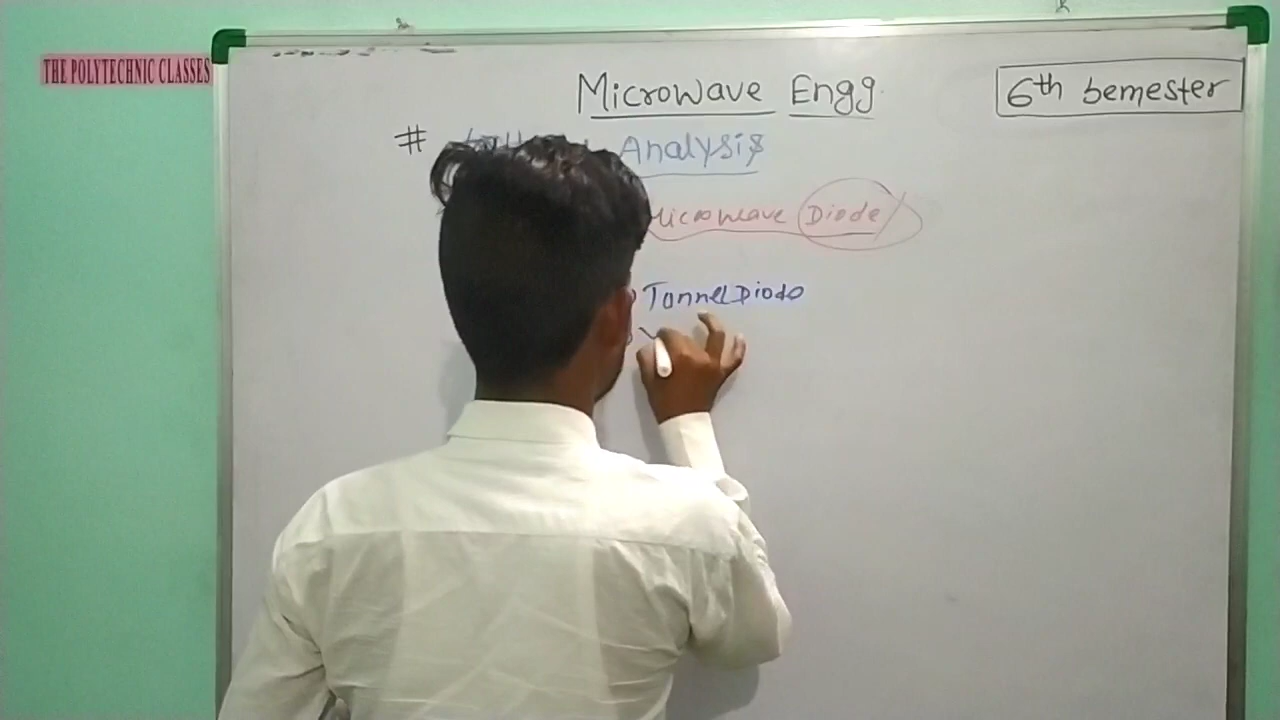 THE POLYTECHNIC CLASSES
Microwave Engg.
6th Semester
# Analysis
Microwave Diode
Tunnel Diode